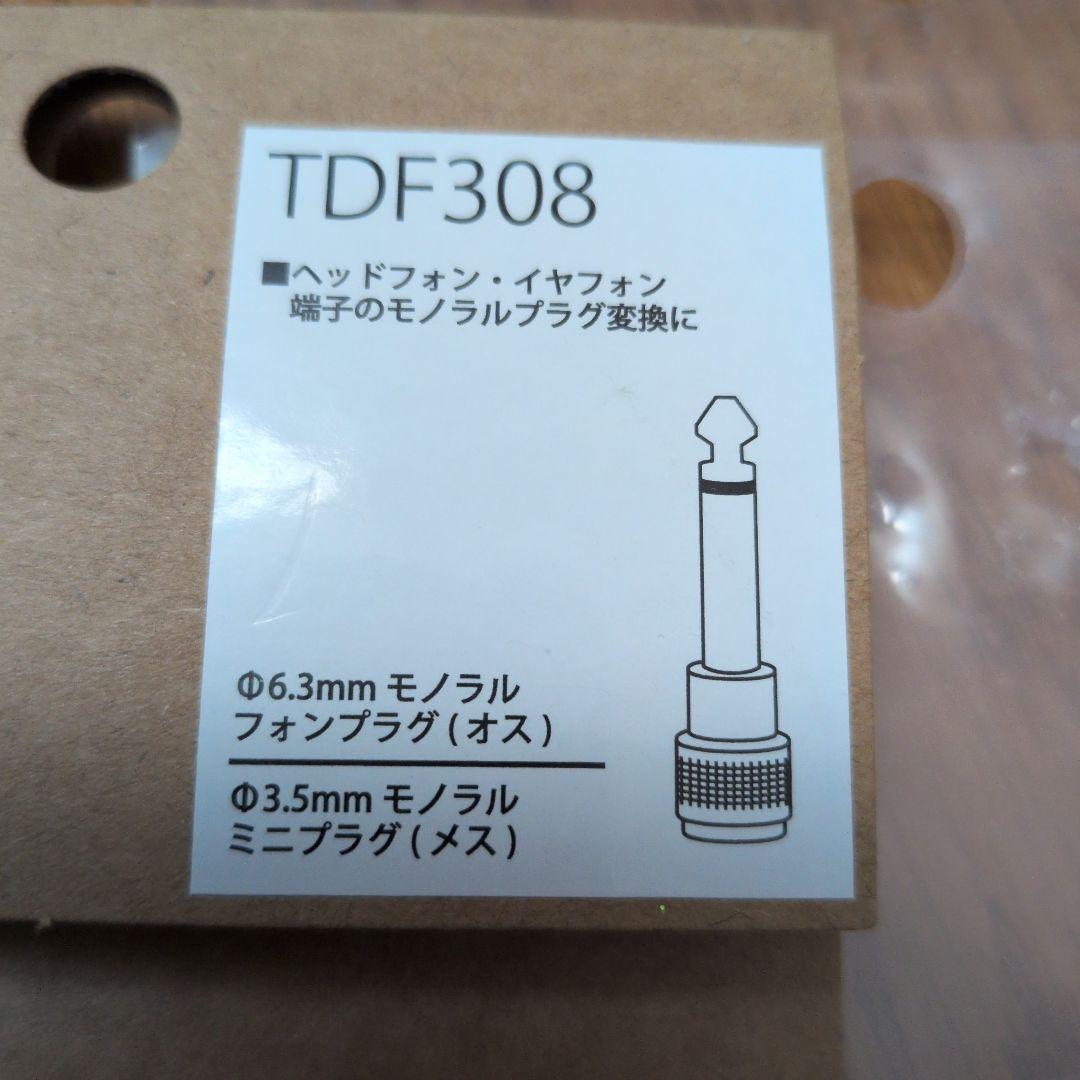 TDF308
■ヘッドフォン・イヤフォン
端子のモノラルプラグ変換に
Φ6.3mm モノラル
フォンプラグ(オス)
Φ3.5mm モノラル
ミニプラグ(メス)